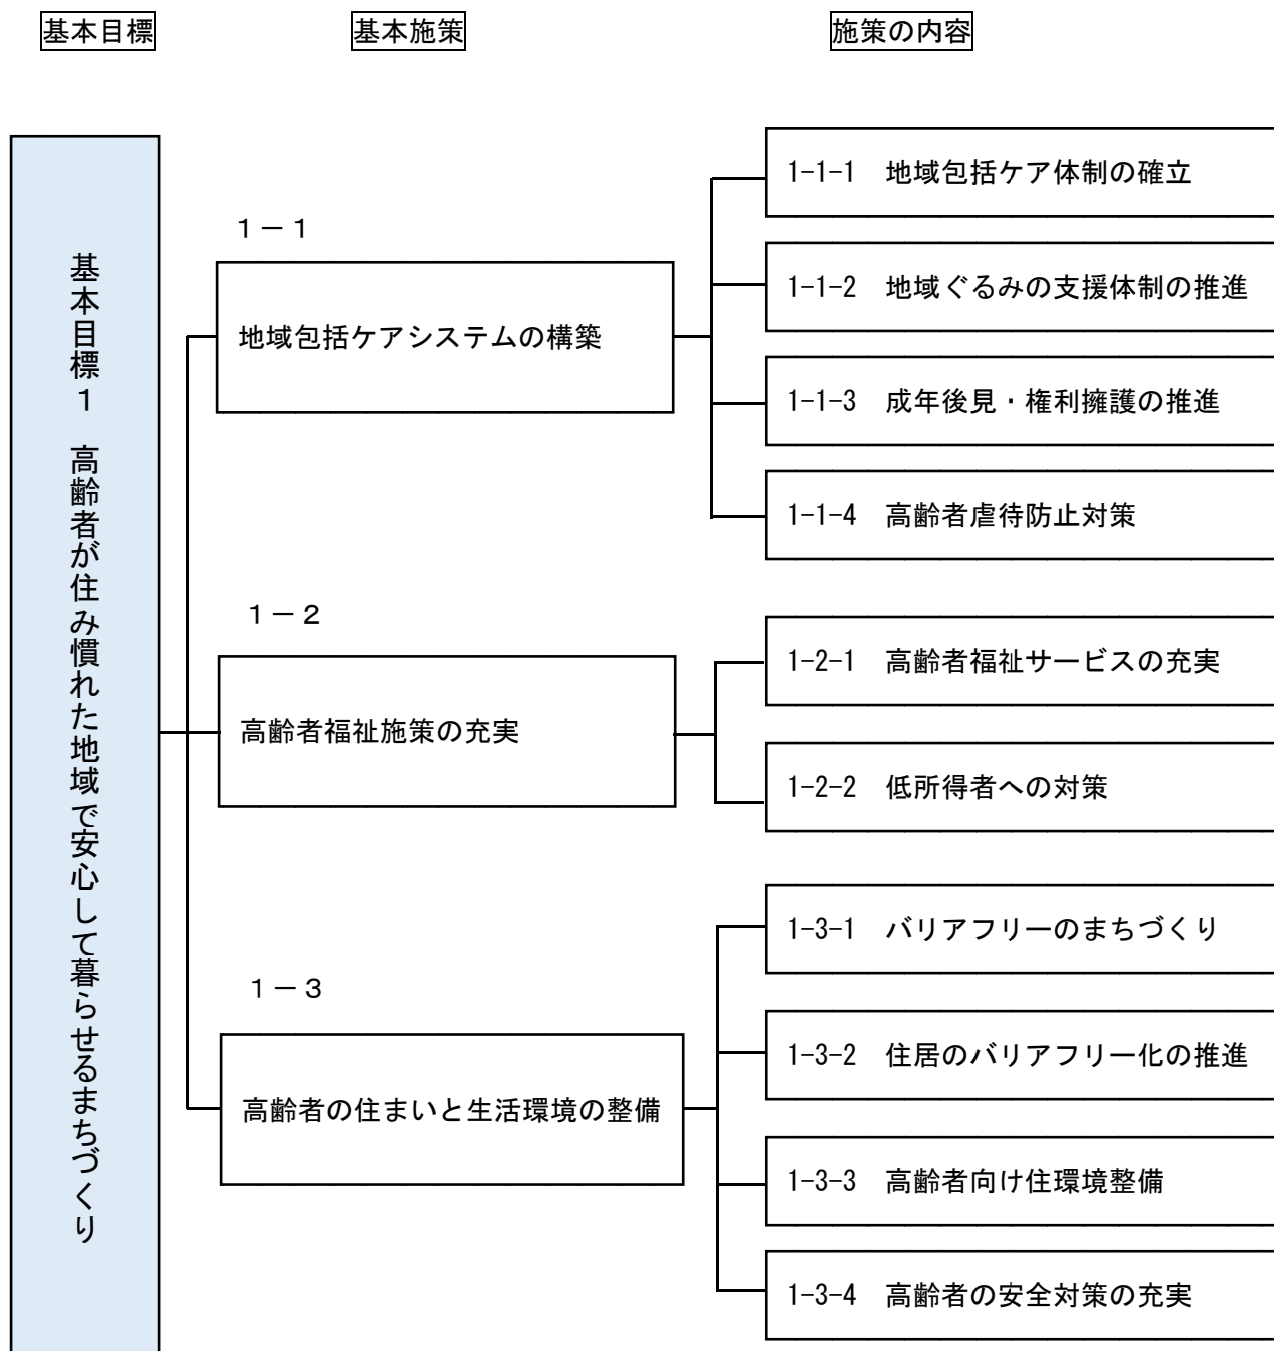 基本目標
基本施策
施策の内容
基本目標１　高齢者が住み慣れた地域で安心して暮らせるまちづくり
１－１
地域包括ケアシステムの構築
1-1-1　地域包括ケア体制の確立
1-1-2　地域ぐるみの支援体制の推進
1-1-3　成年後見・権利擁護の推進
1-1-4　高齢者虐待防止対策
１－２
高齢者福祉施策の充実
1-2-1　高齢者福祉サービスの充実
1-2-2　低所得者への対策
１－３
高齢者の住まいと生活環境の整備
1-3-1　バリアフリーのまちづくり
1-3-2　住居のバリアフリー化の推進
1-3-3　高齢者向け住環境整備
1-3-4　高齢者の安全対策の充実